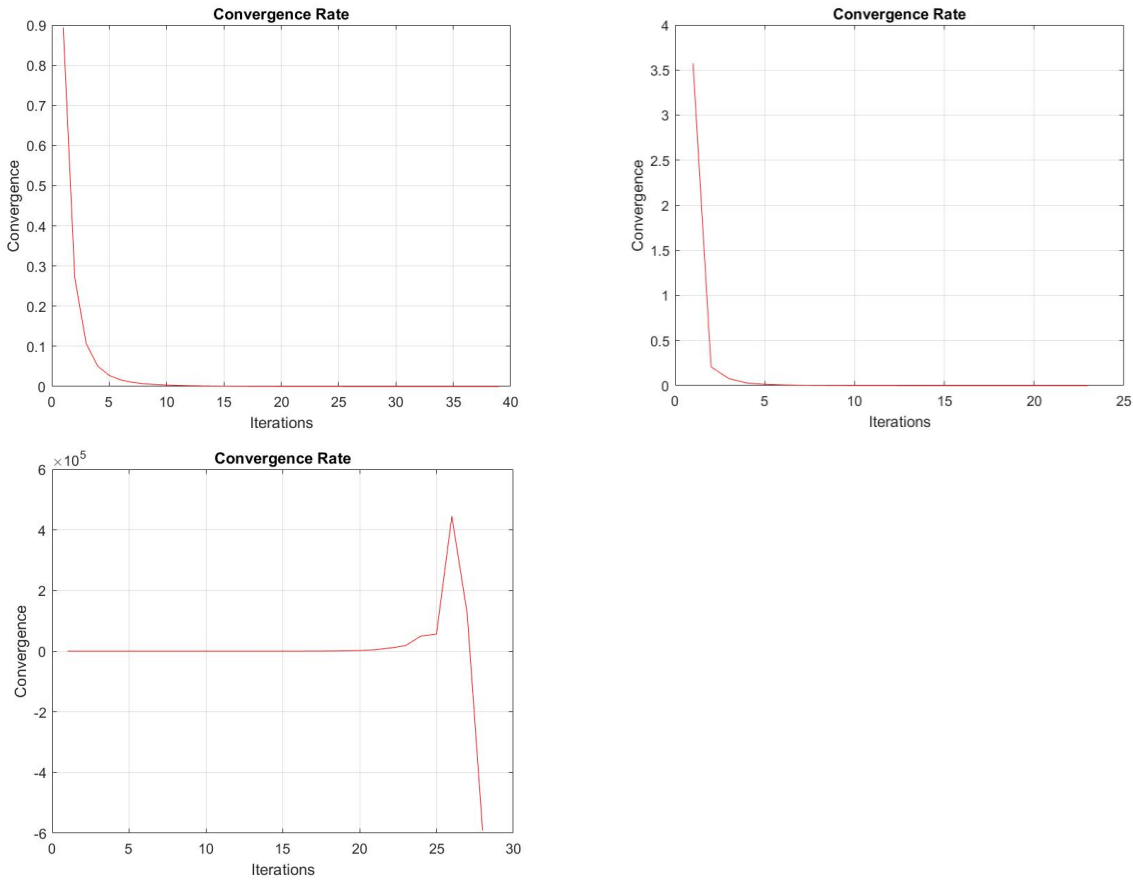 Convergence Rate
0.9
0.8
0.7
0.6
0.5
0.4
0.3
0.2
0.1
0
Convergence
0 5 10 15 20 25 30 35 40
Iterations
Convergence Rate
4
3.5
3
2.5
2
1.5
1
0.5
0
Convergence
0 5 10 15 20 25
Iterations
Convergence Rate
×10⁵
6
4
2
0
-2
-4
-6
Convergence
0 5 10 15 20 25 30
Iterations